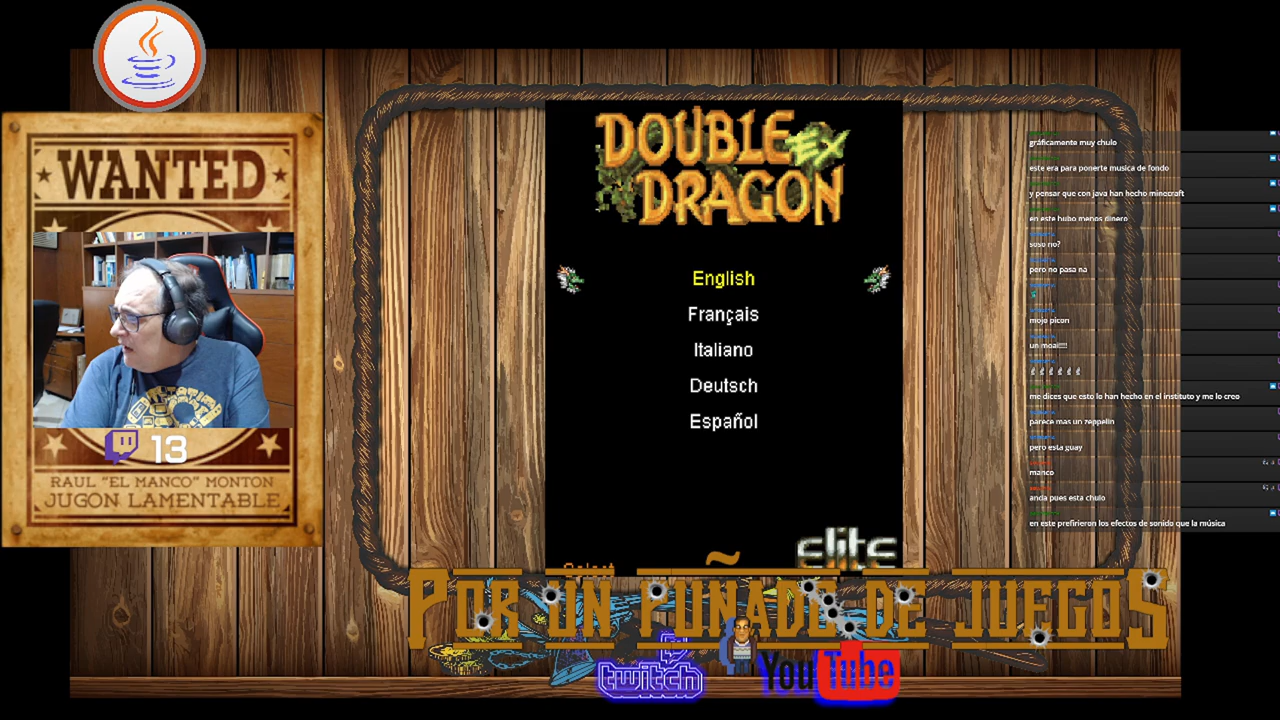 WANTED
13
RAUL "EL MANCO" MONTON
JUGON LAMENTABLE
DOUBLE EX
DRAGON
English
Français
Italiano
Deutsch
Español
elite
Select
POR UN PUÑADO DE JUEGOS
twitch
YouTube
gráficamente muy chulo
este era para ponerte musica de fondo
y pensar que con java han hecho minecraft
en este hubo menos dinero
soso no?
pero no pasa na
mojo picon
un moai!!!!
me dices que esto lo han hecho en el instituto y me lo creo
parece mas un zeppelin
pero esta guay
manco
anda pues esta chulo
en este prefirieron los efectos de sonido que la música